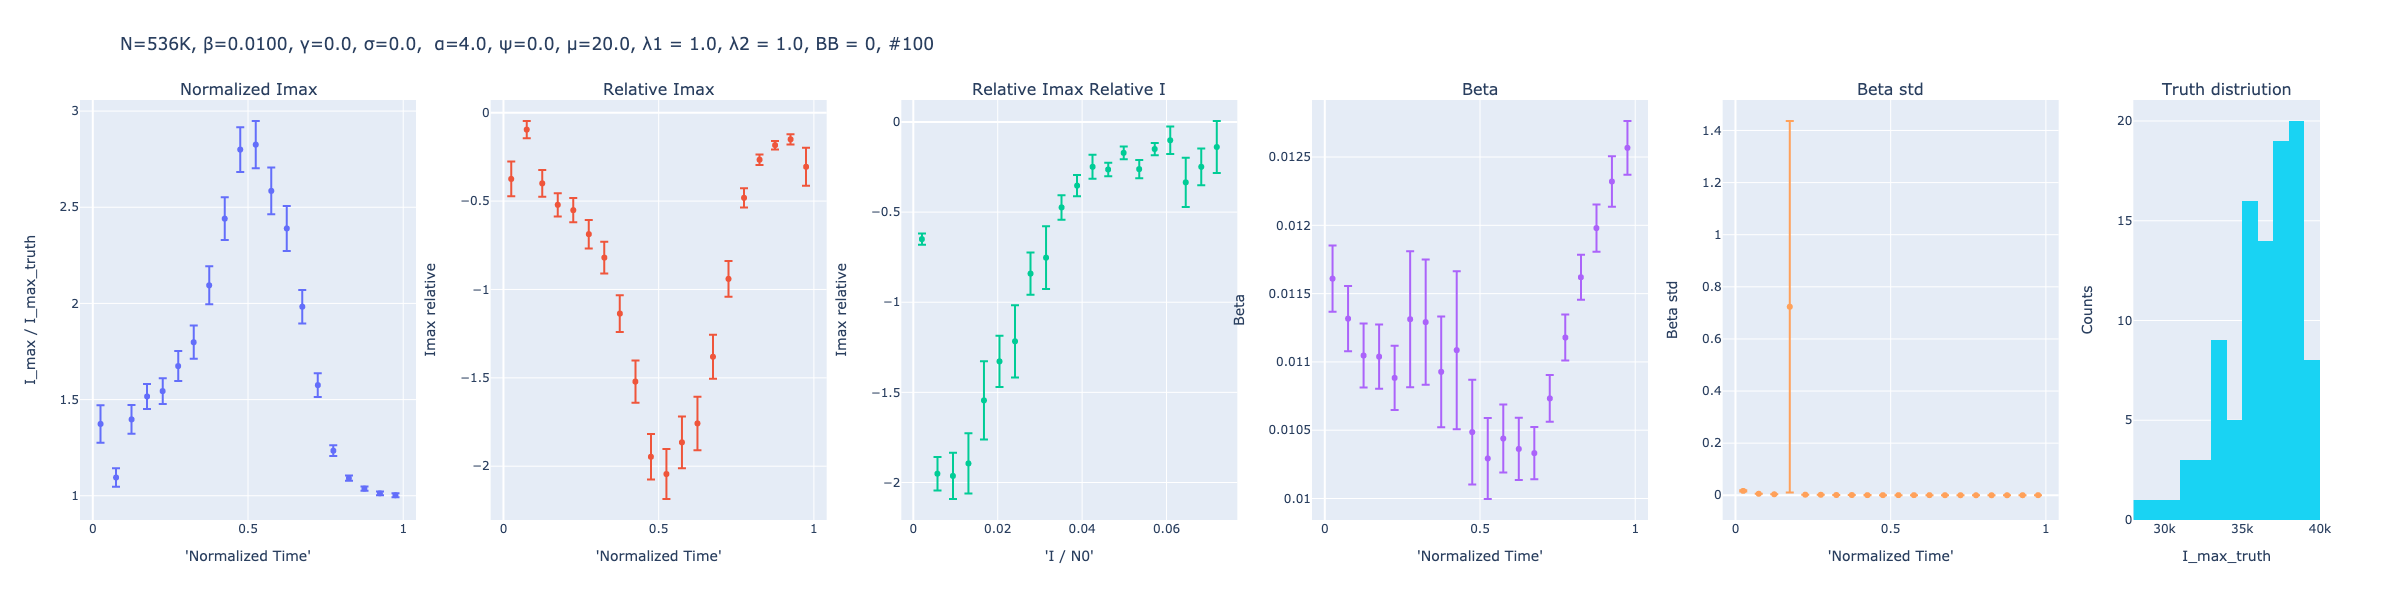 N=536K, β=0.0100, γ=0.0, σ=0.0,  α=4.0, ψ=0.0, μ=20.0, λ1 = 1.0, λ2 = 1.0, BB = 0, #100
Normalized Imax
I_max / I_max_truth
3
2.5
2
1.5
1
0
0.5
1
'Normalized Time'
Relative Imax
Imax relative
0
−0.5
−1
−1.5
−2
0
0.5
1
'Normalized Time'
Relative Imax Relative I
Imax relative
0
−0.5
−1
−1.5
−2
0
0.02
0.04
0.06
'I / N0'
Beta
Beta
0.0125
0.012
0.0115
0.011
0.0105
0.01
0
0.5
1
'Normalized Time'
Beta std
Beta std
1.4
1.2
1
0.8
0.6
0.4
0.2
0
0
0.5
1
'Normalized Time'
Truth distriution
Counts
20
15
10
5
0
30k
35k
40k
I_max_truth